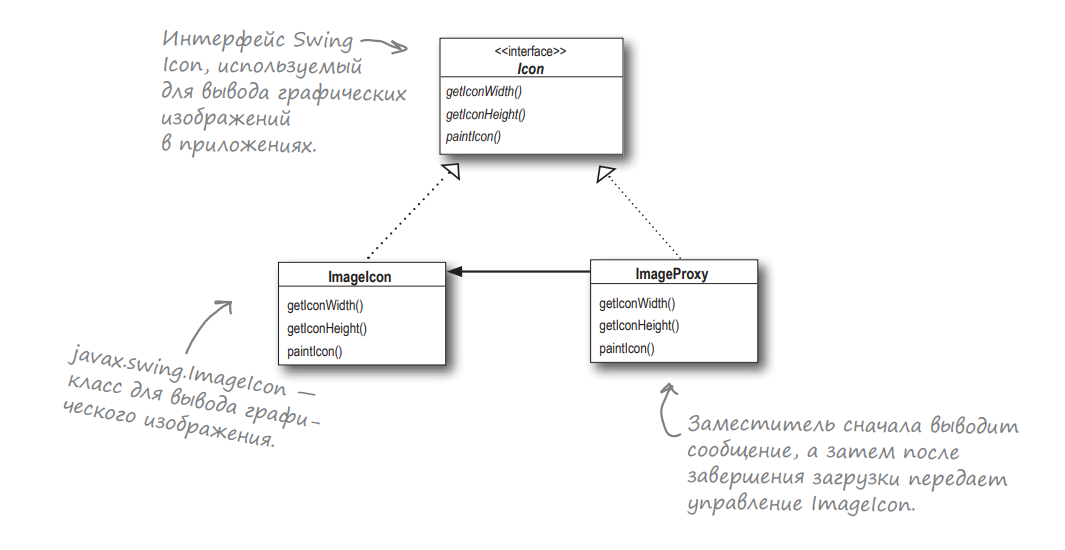 Интерфейс Swing
Icon, используемый
для вывода графических
изображений
в приложениях.
<<interface>>
Icon
getIconWidth()
getIconHeight()
paintIcon()
ImageIcon
getIconWidth()
getIconHeight()
paintIcon()
ImageProxy
getIconWidth()
getIconHeight()
paintIcon()
javax.swing.ImageIcon —
класс для вывода графи-
ческого изображения.
Заместитель сначала выводит
сообщение, а затем после
завершения загрузки передает
управление ImageIcon.